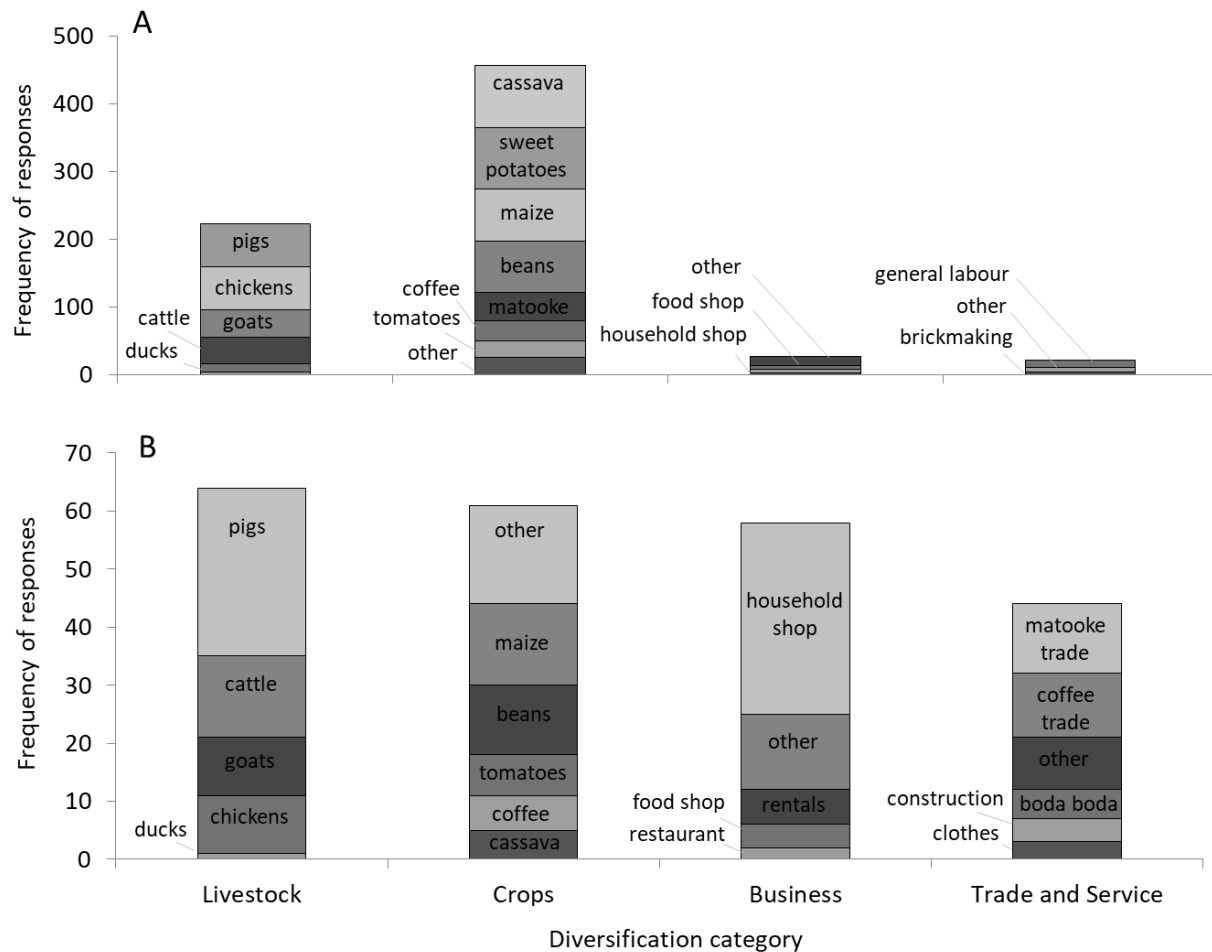 A
500
400
300
200
100
0
Frequency of responses
pigs
chickens
goats
cattle
ducks
cassava
sweet
potatoes
maize
beans
matooke
coffee
tomatoes
other
other
food shop
household shop
general labour
other
brickmaking
B
70
60
50
40
30
20
10
0
Frequency of responses
pigs
cattle
goats
chickens
ducks
other
maize
beans
tomatoes
coffee
cassava
household
shop
other
rentals
food shop
restaurant
matooke
trade
coffee
trade
other
boda boda
construction
clothes
Livestock
Crops
Business
Trade and Service
Diversification category